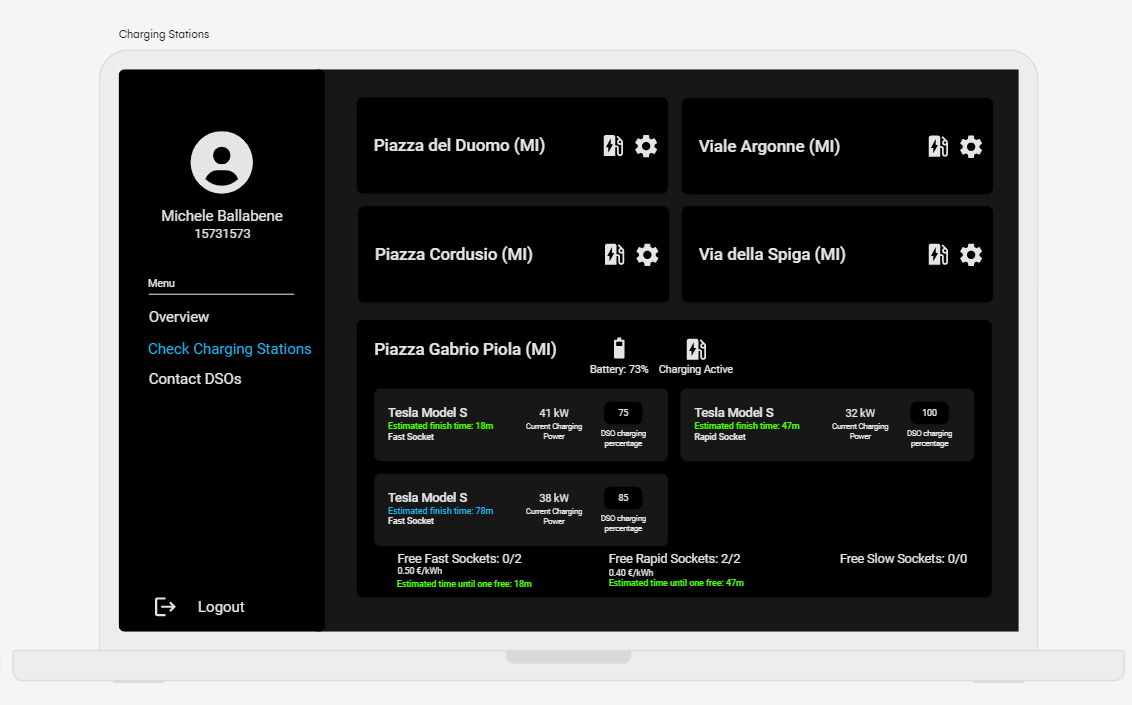 Charging Stations
Michele Ballabene
15731573
Menu
Overview
Check Charging Stations
Contact DSOs
Logout
Piazza del Duomo (MI)
Viale Argonne (MI)
Piazza Cordusio (MI)
Via della Spiga (MI)
Piazza Gabrio Piola (MI)
Battery: 73%
Charging Active
Tesla Model S
Estimated finish time: 18m
Fast Socket
41 kW
Current Charging
Power
75
DSO charging
percentage
Tesla Model S
Estimated finish time: 47m
Rapid Socket
32 kW
Current Charging
Power
100
DSO charging
percentage
Tesla Model S
Estimated finish time: 78m
Fast Socket
38 kW
Current Charging
Power
85
DSO charging
percentage
Free Fast Sockets: 0/2
0.50 €/kWh
Estimated time until one free: 18m
Free Rapid Sockets: 2/2
0.40 €/kWh
Estimated time until one free: 47m
Free Slow Sockets: 0/0